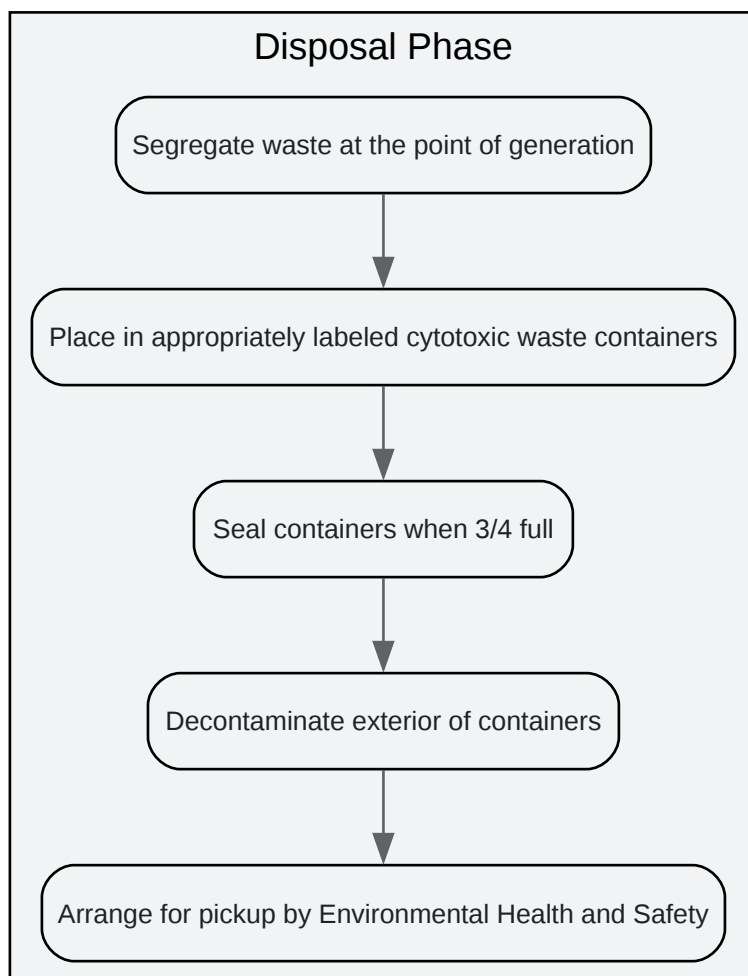 Disposal Phase
Segregate waste at the point of generation
Place in appropriately labeled cytotoxic waste containers
Seal containers when 3/4 full
Decontaminate exterior of containers
Arrange for pickup by Environmental Health and Safety